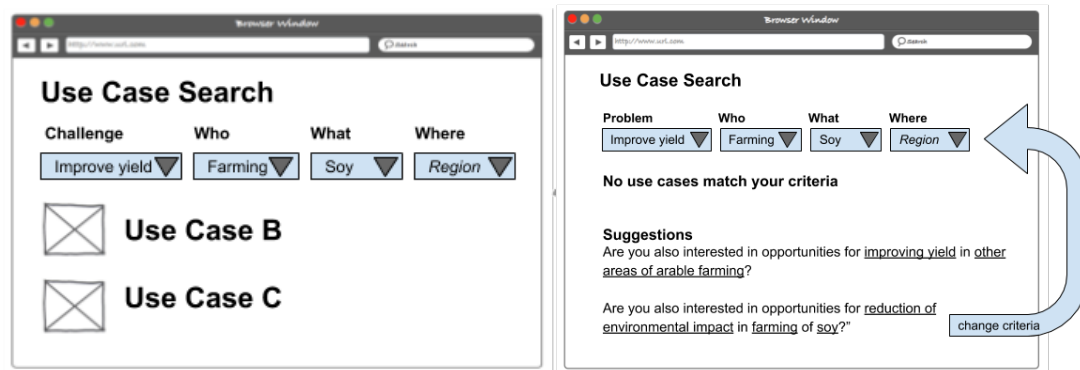 Browser Window
http://www.url.com
Search
Use Case Search
Challenge Who What Where
Improve yield Farming Soy Region
Use Case B
Use Case C
Browser Window
http://www.url.com
Search
Use Case Search
Problem Who What Where
Improve yield Farming Soy Region
No use cases match your criteria
Suggestions
Are you also interested in opportunities for improving yield in other
areas of arable farming?
Are you also interested in opportunities for reduction of
environmental impact in farming of soy?”
change criteria